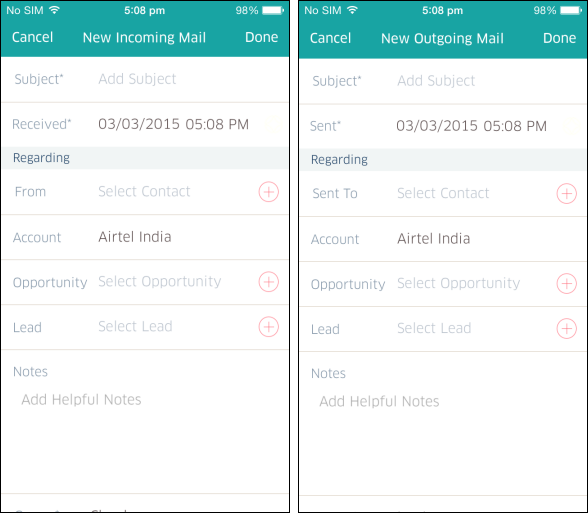 No SIM 5:08 pm 98%
Cancel New Incoming Mail Done
Subject* Add Subject
Received* 03/03/2015 05:08 PM
Regarding
From Select Contact
Account Airtel India
Opportunity Select Opportunity
Lead Select Lead
Notes
Add Helpful Notes
No SIM 5:08 pm 98%
Cancel New Outgoing Mail Done
Subject* Add Subject
Sent* 03/03/2015 05:08 PM
Regarding
Sent To Select Contact
Account Airtel India
Opportunity Select Opportunity
Lead Select Lead
Notes
Add Helpful Notes